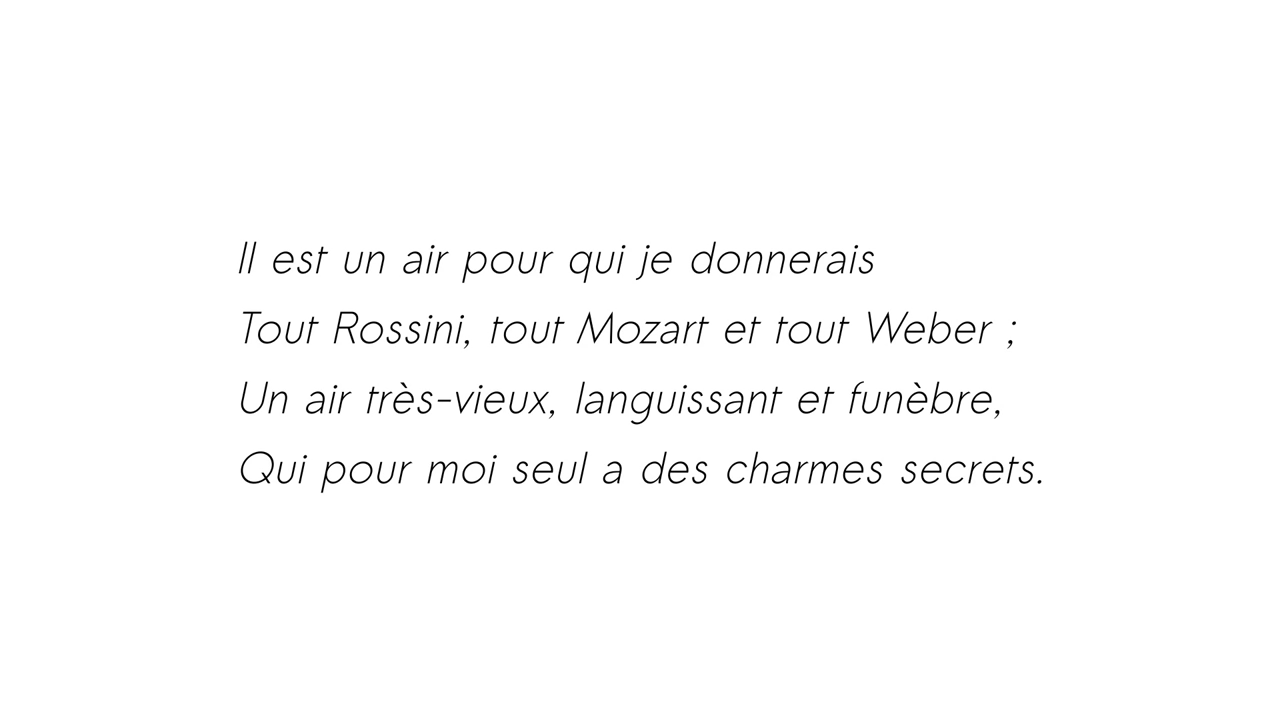 Il est un air pour qui je donnerais
Tout Rossini, tout Mozart et tout Weber ;
Un air très-vieux, languissant et funèbre,
Qui pour moi seul a des charmes secrets.